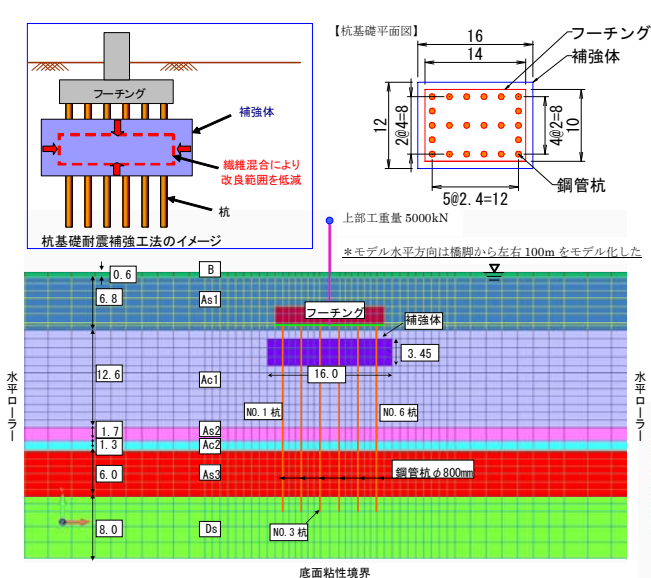 フーチング
補強体
繊維混合により
改良範囲を低減
杭
杭基礎耐震補強工法のイメージ
【杭基礎平面図】
16
14
フーチング
補強体
12
2@4=8
4@2=8
10
鋼管杭
5@2.4=12
上部工重量 5000kN
＊モデル水平方向は橋脚から左右 100m をモデル化した
0.6
B
6.8
As1
フーチング
補強体
3.45
12.6
Ac1
16.0
水平ローラー
水平ローラー
NO.1 杭
NO.6 杭
1.7
As2
1.3
Ac2
6.0
As3
鋼管杭φ800mm
8.0
Ds
NO.3 杭
底面粘性境界